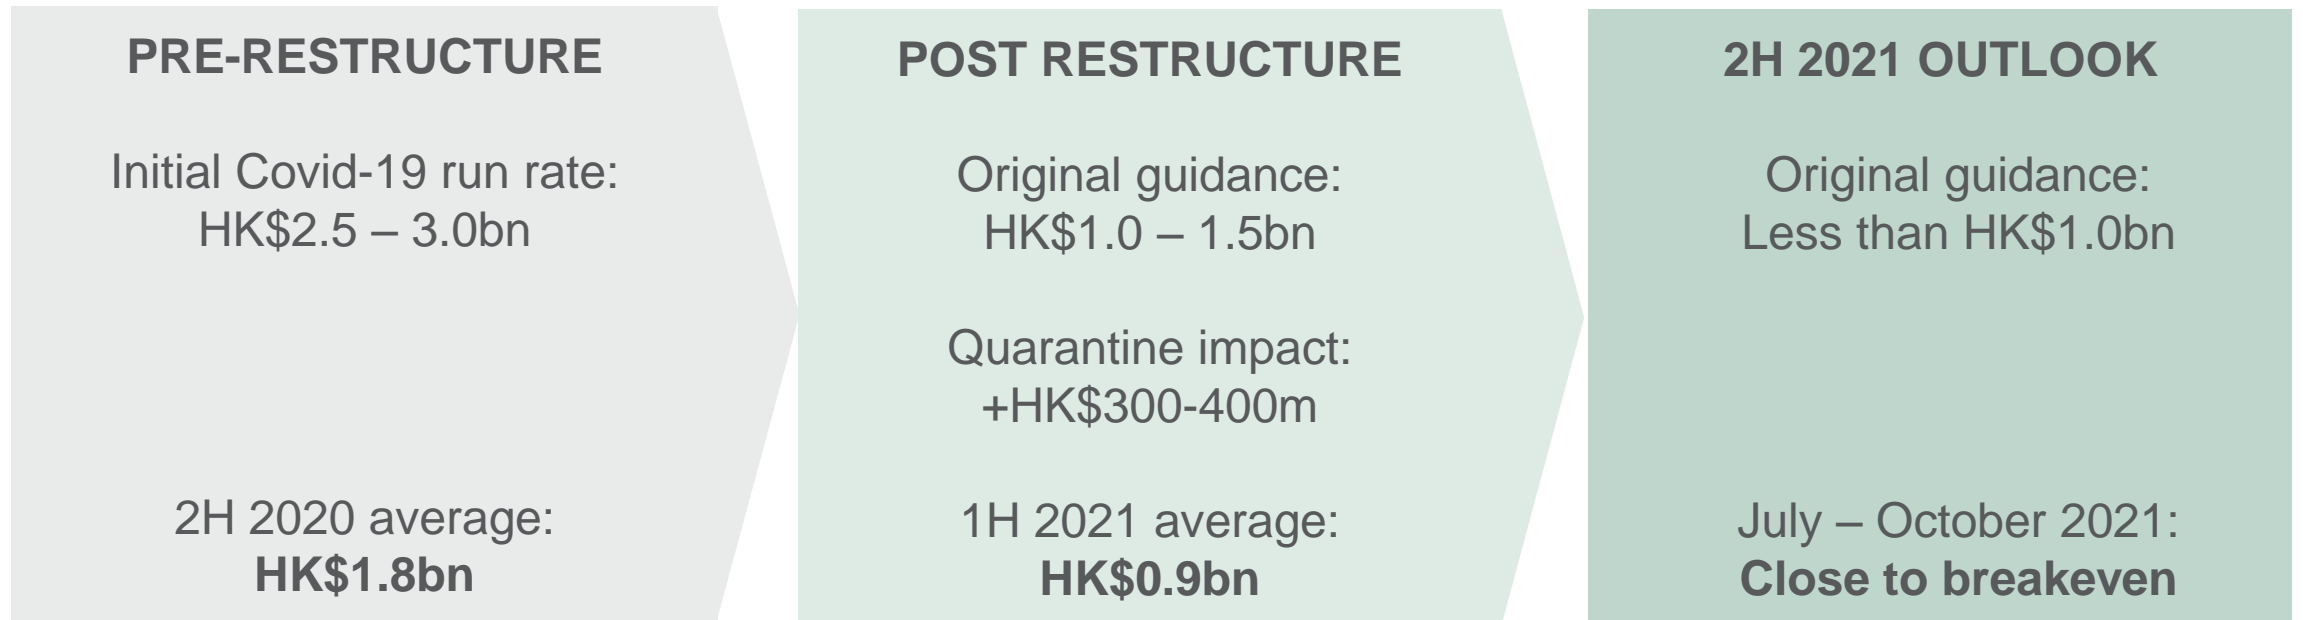 PRE-RESTRUCTURE
Initial Covid-19 run rate:
HK$2.5 – 3.0bn
2H 2020 average:
HK$1.8bn
POST RESTRUCTURE
Original guidance:
HK$1.0 – 1.5bn
Quarantine impact:
+HK$300-400m
1H 2021 average:
HK$0.9bn
2H 2021 OUTLOOK
Original guidance:
Less than HK$1.0bn
July – October 2021:
Close to breakeven